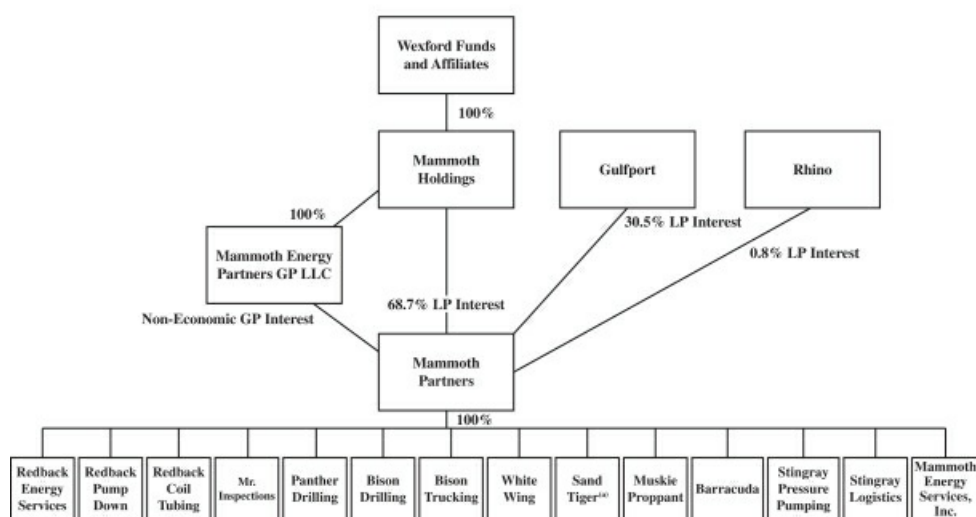 Wexford Funds
and Affiliates
100%
Mammoth
Holdings
Gulfport
Rhino
100%
30.5% LP Interest
Mammoth Energy
Partners GP LLC
0.8% LP Interest
68.7% LP Interest
Non-Economic GP Interest
Mammoth
Partners
100%
Redback
Energy
Services
Redback
Pump
Down
Redback
Coil
Tubing
Mr.
Inspections
Panther
Drilling
Bison
Drilling
Bison
Trucking
White
Wing
Sand
Tiger
Muskie
Proppant
Barracuda
Stingray
Pressure
Pumping
Stingray
Logistics
Mammoth
Energy
Services,
Inc.